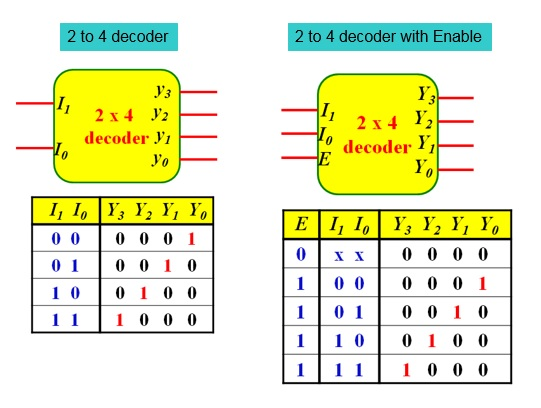 2 to 4 decoder
2 to 4 decoder with Enable
I1
I0
2 x 4
decoder
y3
y2
y1
y0
I1
I0
E
2 x 4
decoder
Y3
Y2
Y1
Y0
I1 I0 Y3 Y2 Y1 Y0
0 0 0 0 0 1
0 1 0 0 1 0
1 0 0 1 0 0
1 1 1 0 0 0
E I1 I0 Y3 Y2 Y1 Y0
0 x x 0 0 0 0
1 0 0 0 0 0 1
1 0 1 0 0 1 0
1 1 0 0 1 0 0
1 1 1 1 0 0 0